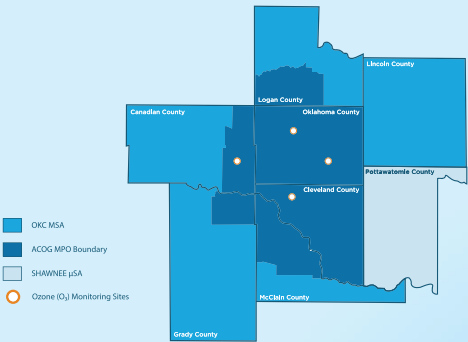 Lincoln County
Logan County
Canadian County
Oklahoma County
Pottawatomie County
Cleveland County
OKC MSA
ACOG MPO Boundary
SHAWNEE µSA
Ozone (O₃) Monitoring Sites
McClain County
Grady County